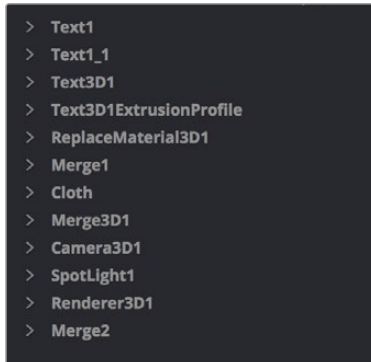 > Text1
> Text1_1
> Text3D1
> Text3D1ExtrusionProfile
> ReplaceMaterial3D1
> Merge1
> Cloth
> Merge3D1
> Camera3D1
> SpotLight1
> Renderer3D1
> Merge2